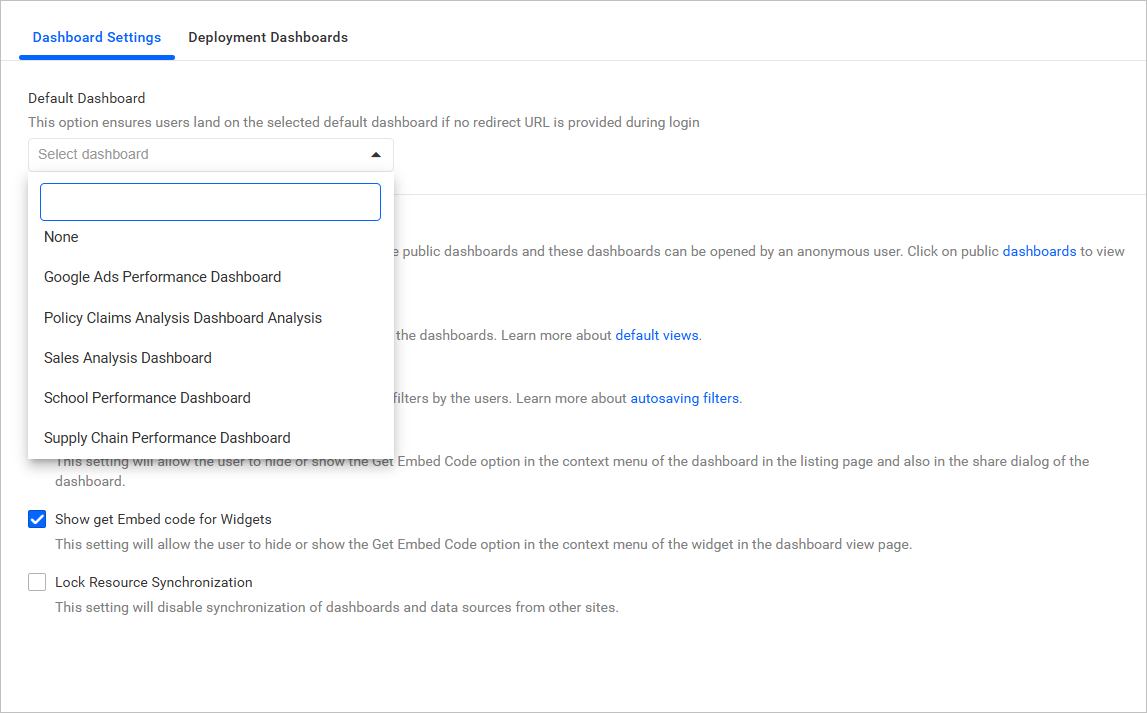 Dashboard Settings Deployment Dashboards
Default Dashboard
This option ensures users land on the selected default dashboard if no redirect URL is provided during login
Select dashboard
None
public dashboards and these dashboards can be opened by an anonymous user. Click on public dashboards to view
Google Ads Performance Dashboard
Policy Claims Analysis Dashboard Analysis
the dashboards. Learn more about default views.
Sales Analysis Dashboard
School Performance Dashboard
filters by the users. Learn more about autosaving filters.
Supply Chain Performance Dashboard
This setting will allow the user to hide or show the Get Embed Code option in the context menu of the dashboard in the listing page and also in the share dialog of the
dashboard.
Show get Embed code for Widgets
This setting will allow the user to hide or show the Get Embed Code option in the context menu of the widget in the dashboard view page.
Lock Resource Synchronization
This setting will disable synchronization of dashboards and data sources from other sites.